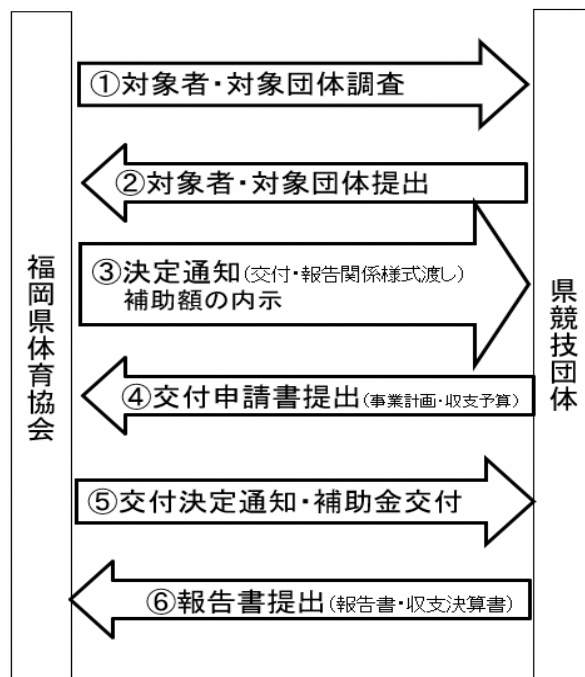 福岡県体育協会
①対象者・対象団体調査
②対象者・対象団体提出
③決定通知(交付・報告関係様式渡し)
補助額の内示
④交付申請書提出(事業計画・収支予算)
⑤交付決定通知・補助金交付
⑥報告書提出(報告書・収支決算書)
県競技団体